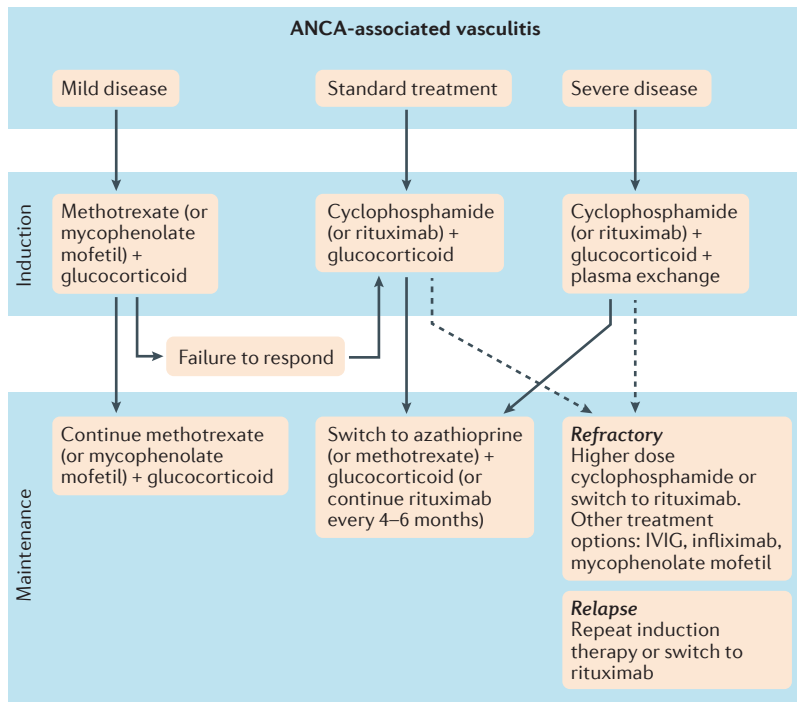 ANCA-associated vasculitis
Mild disease
Standard treatment
Severe disease
Induction
Methotrexate (or
mycophenolate
mofetil) +
glucocorticoid
Cyclophosphamide
(or rituximab) +
glucocorticoid
Cyclophosphamide
(or rituximab) +
glucocorticoid +
plasma exchange
Failure to respond
Maintenance
Continue methotrexate
(or mycophenolate
mofetil) + glucocorticoid
Switch to azathioprine
(or methotrexate) +
glucocorticoid (or
continue rituximab
every 4–6 months)
Refractory
Higher dose
cyclophosphamide or
switch to rituximab.
Other treatment
options: IVIG, infliximab,
mycophenolate mofetil
Relapse
Repeat induction
therapy or switch to
rituximab